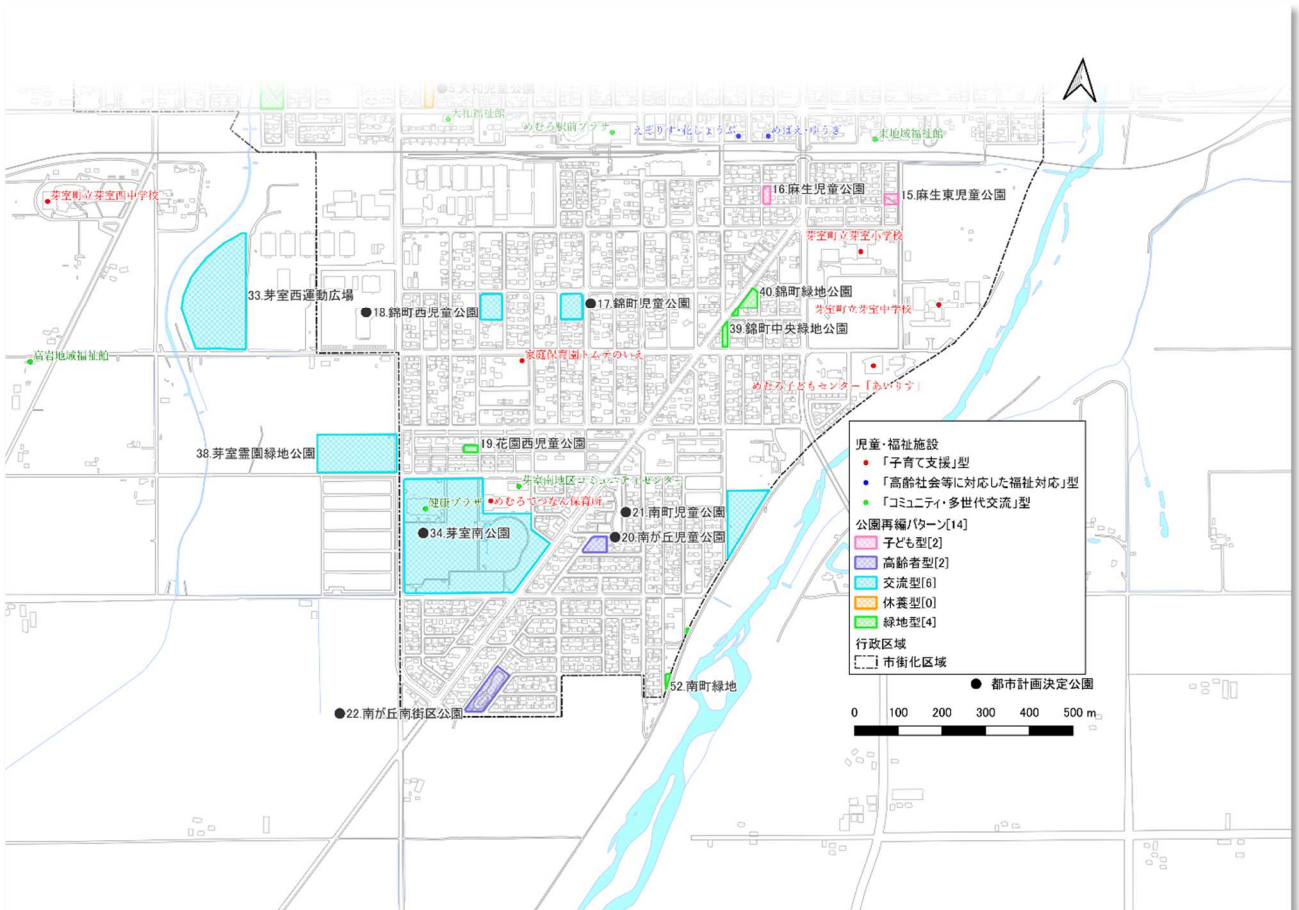 ●5.大和児童公園
大和福祉館
めむろ駅前プラザ
えぞりす・花しょうぶ
めばえ・ゆうき
東地域福祉館
芽室町立芽室西中学校
16.麻生児童公園
15.麻生東児童公園
芽室町立芽室小学校
33.芽室西運動広場
●18.錦町西児童公園
●17.錦町児童公園
40.錦町緑地公園
芽室町立芽室中学校
39.錦町中央緑地公園
広岩地域福祉館
家庭保育園トムテのいえ
めむろ子どもセンター「あいりす」
38.芽室霊園緑地公園
19.花園西児童公園
芽室南地区コミュニティセンター
健康プラザ
めむろてつなん保育所
●21.南町児童公園
●34.芽室南公園
●20.南が丘児童公園
52.南町緑地
●22.南が丘南街区公園
児童・福祉施設
「子育て支援」型
「高齢社会等に対応した福祉対応」型
「コミュニティ・多世代交流」型
公園再編パターン[14]
子ども型[2]
高齢者型[2]
交流型[6]
休養型[0]
緑地型[4]
行政区域
市街化区域
● 都市計画決定公園
0 100 200 300 400 500 m